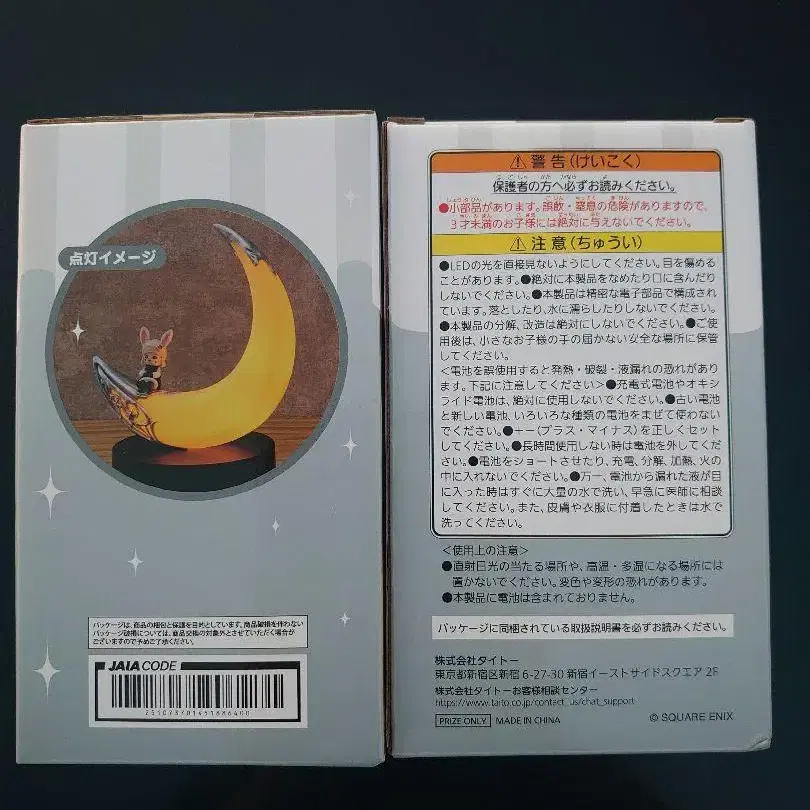 点灯イメージ
パッケージは、商品の梱包と保護を目的としています。商品破損を伴わない
パッケージ破損については、商品交換の対象外とさせていただく場合が
ございますので予めご了承ください。
JAIA CODE
⚠警告(けいこく)
保護者の方へ必ずお読みください。
●小部品があります。誤飲・窒息の危険がありますので、
3才未満のお子様には絶対に与えないでください。
⚠注意(ちゅうい)
●LEDの光を直接見ないようにしてください。目を傷める
ことがあります。●絶対に本製品をなめたり口に含んだり
しないでください。●本製品は精密な電子部品で構成され
ています。落としたり、水に濡らしたりしないでください。
●本製品の分解、改造は絶対にしないでください。●ご使
用後は、小さなお子様の手の届かない安全な場所に保管
してください。
<電池を誤使用すると発熱・破裂・液漏れの恐れがありま
す。下記に注意してください>●充電式電池やオキシ
ライド電池は、絶対に使用しないでください。●古い電池
と新しい電池、いろいろな種類の電池をまぜて使わない
でください。●+-(プラス・マイナス)を正しくセット
してください。●長時間使用しない時は電池を外してくだ
さい。●電池をショートさせたり、充電、分解、加熱、火の
中に入れないでください。●万一、電池から漏れた液が目
に入った時はすぐに大量の水で洗い、早急に医師に相談
してください。また、皮膚や衣服に付着したときは水で
洗ってください。
<使用上の注意>
●直射日光の当たる場所や、高温・多湿になる場所には
置かないでください。変色や変形の恐れがあります。
●本製品に電池は含まれておりません。
パッケージに同梱されている取扱説明書を必ずお読みください。
株式会社タイトー
東京都新宿区新宿 6-27-30 新宿イーストサイドスクエア 2F
株式会社タイトーお客様相談センター
https://www.taito.co.jp/contact_us/chat_support
PRIZE ONLY MADE IN CHINA
© SQUARE ENIX